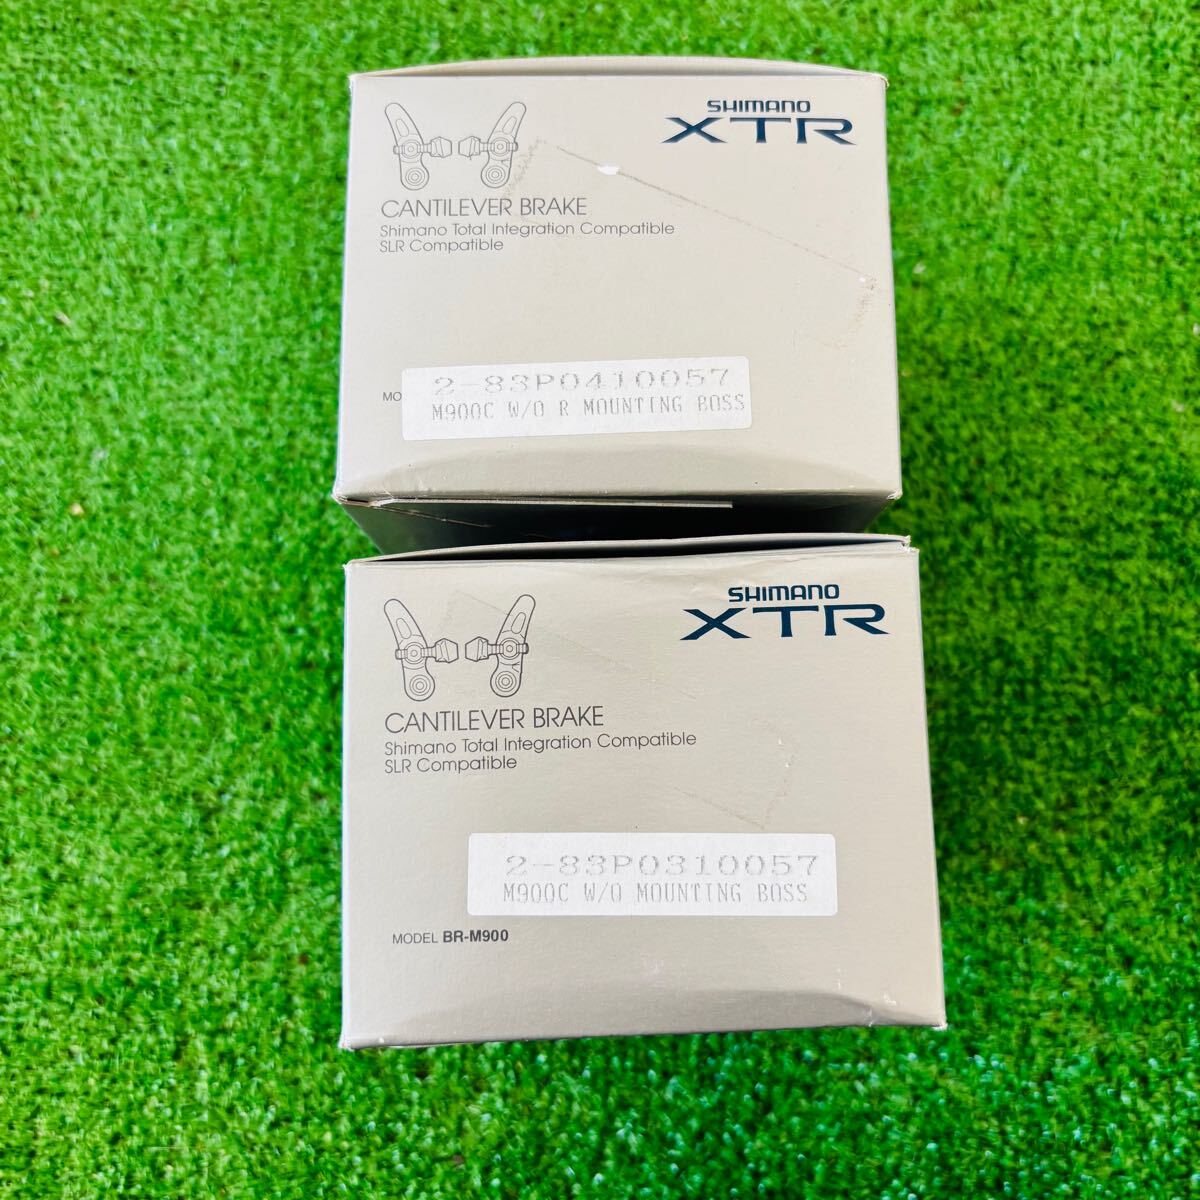 SHIMANO
XTR
CANTILEVER BRAKE
Shimano Total Integration Compatible
SLR Compatible
MO
2-83P0410057
M900C W/O R MOUNTING BOSS
SHIMANO
XTR
CANTILEVER BRAKE
Shimano Total Integration Compatible
SLR Compatible
2-83P0310057
M900C W/O MOUNTING BOSS
MODEL BR-M900